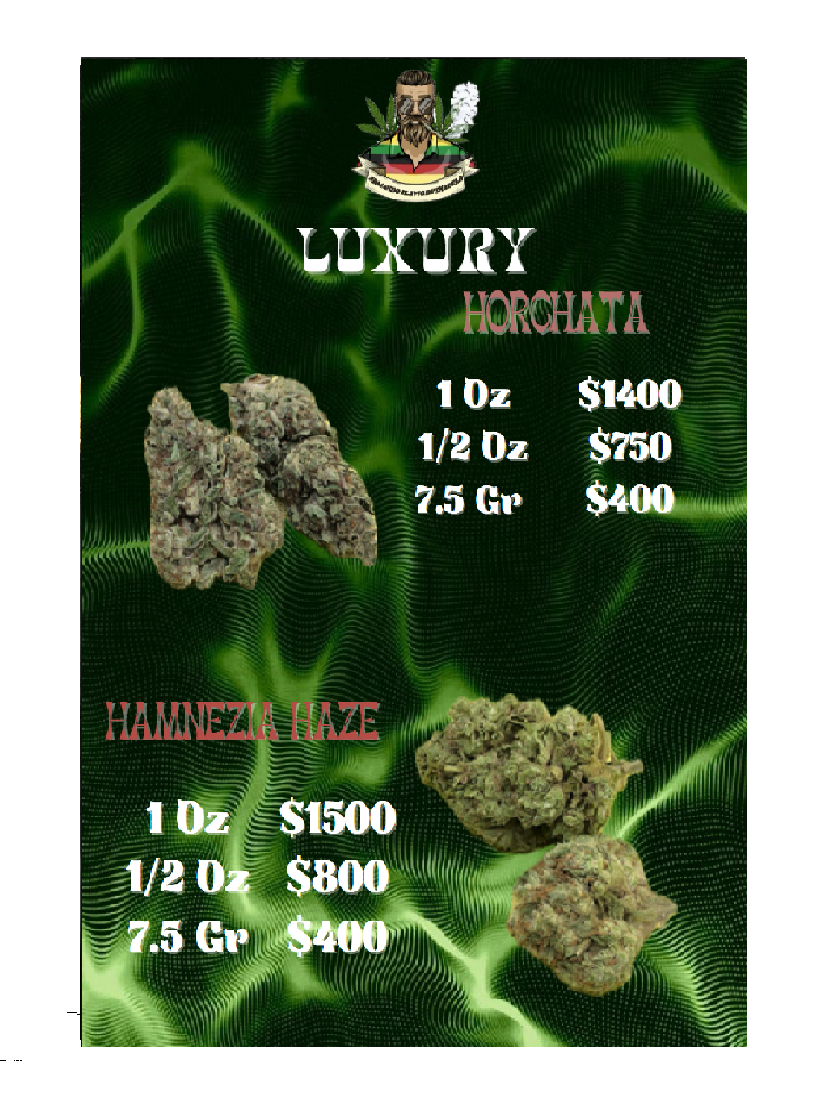 LUXURY
HORCHATA
1 Oz $1400
1/2 Oz $750
7.5 Gr $400
HAMNEZIA HAZE
1 Oz $1500
1/2 Oz $800
7.5 Gr $400